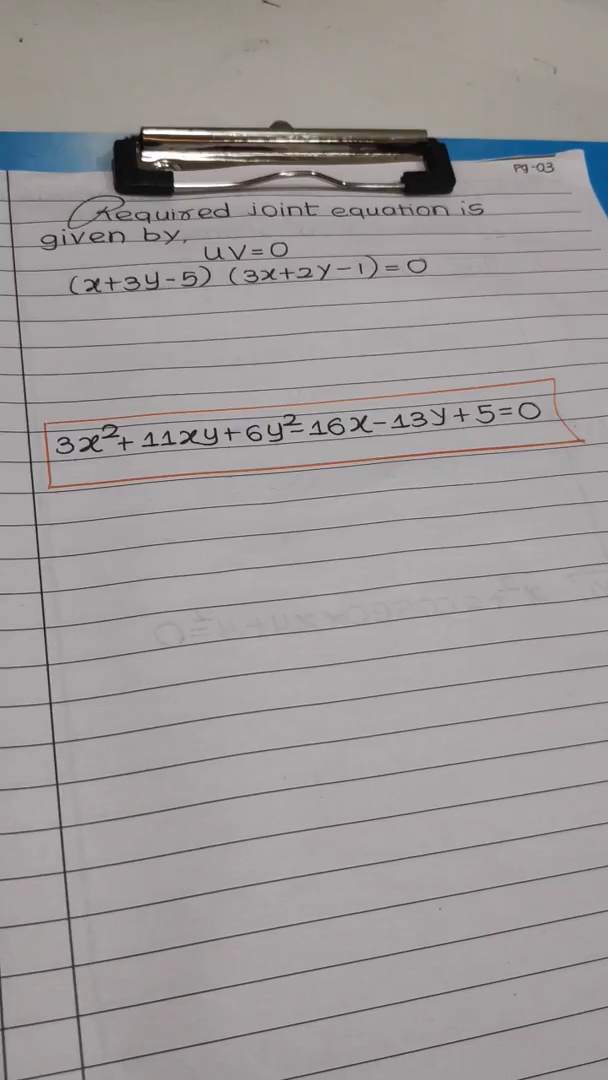 Pg-03
Required joint equation is
given by,
uv=0
(x+3y-5) (3x+2y-1)=0
3x²+11xy+6y²-16x-13y+5=0